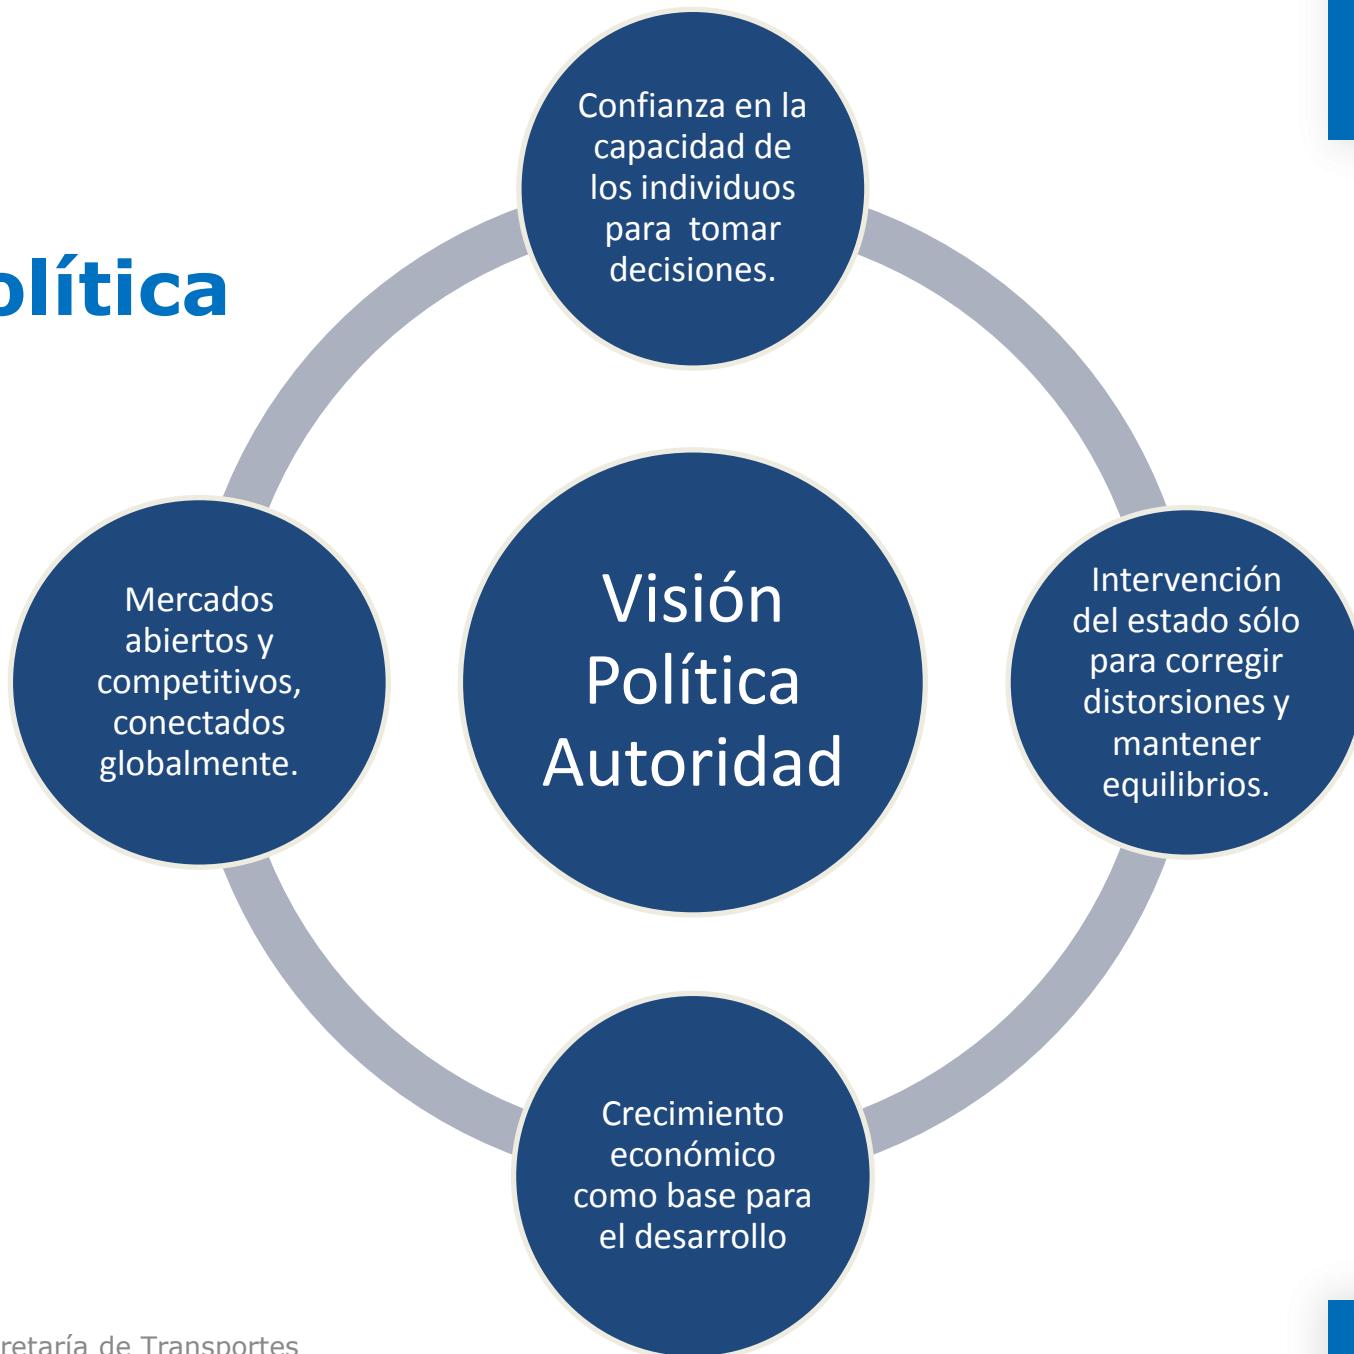 Confianza en la
capacidad de
los individuos
para tomar
decisiones.
olítica
Mercados
abiertos y
competitivos,
conectados
globalmente.
Visión
Política
Autoridad
Intervención
del estado sólo
para corregir
distorsiones y
mantener
equilibrios.
Crecimiento
económico
como base para
el desarrollo
retaría de Transportes